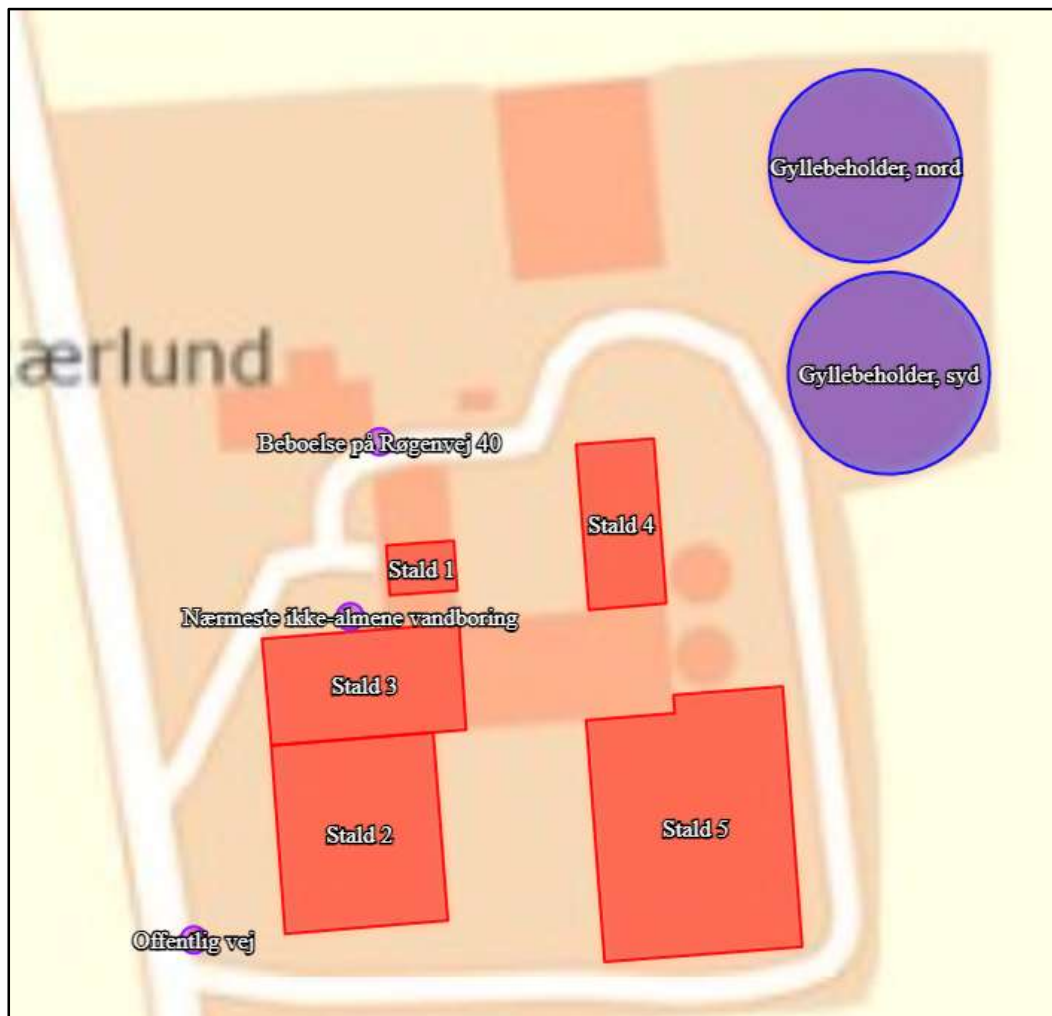 Gyllebeholder, nord
ærlund
Gyllebeholder, syd
Beboelse på Røgenvej 40
Stald 4
Stald 1
Nærmeste ikke-almene vandboring
Stald 3
Stald 2
Stald 5
Offentlig vej